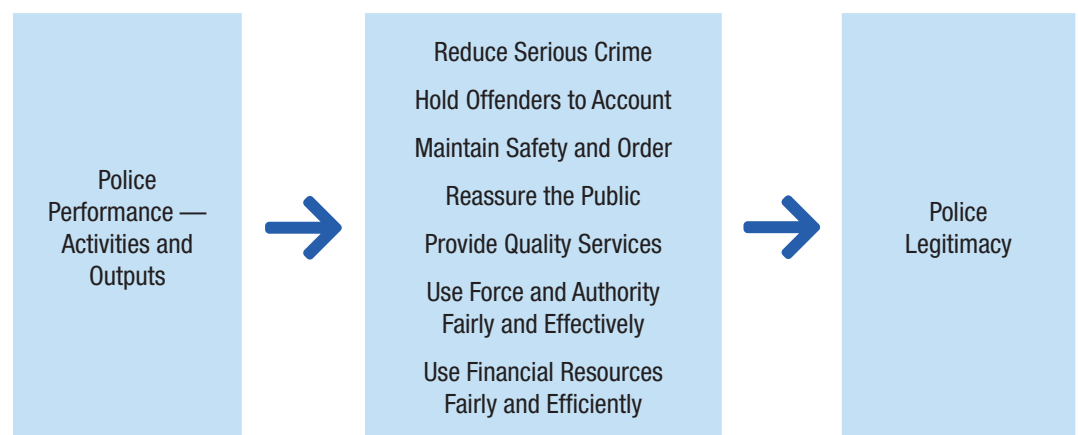 Police
Performance —
Activities and
Outputs
Reduce Serious Crime
Hold Offenders to Account
Maintain Safety and Order
Reassure the Public
Provide Quality Services
Use Force and Authority
Fairly and Effectively
Use Financial Resources
Fairly and Efficiently
Police
Legitimacy